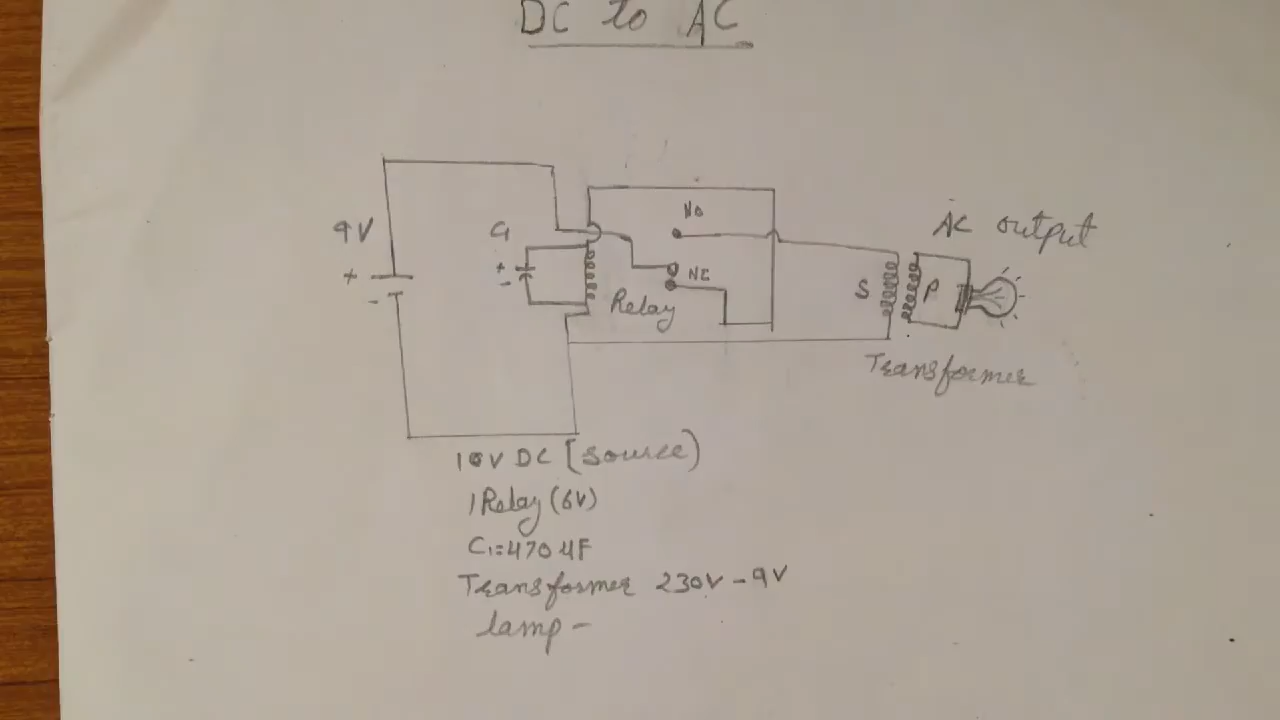 DC to AC
9V
+
-
C1
+
-
NO
NC
Relay
S
P
AC output
Transformer
10V DC (Source)
1 Relay (6V)
C1=470 µF
Transformer 230V - 9V
lamp -